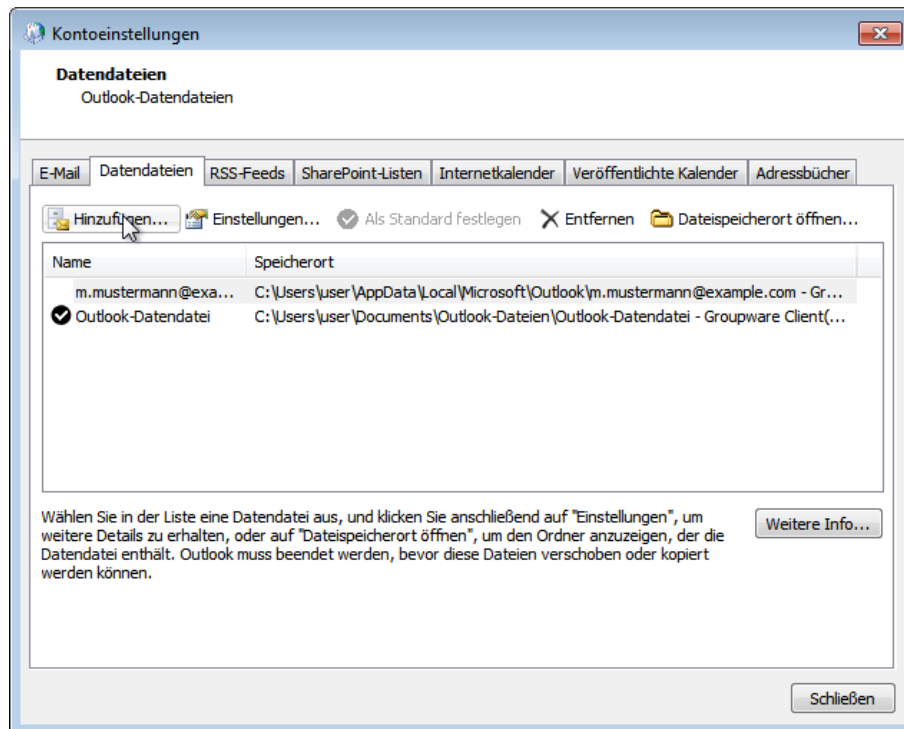 Kontoeinstellungen
Datendateien
Outlook-Datendateien
E-Mail Datendateien RSS-Feeds SharePoint-Listen Internetkalender Veröffentlichte Kalender Adressbücher
Hinzufügen... Einstellungen... Als Standard festlegen Entfernen Dateispeicherort öffnen...
Name Speicherort
m.mustermann@exa... C:\Users\user\AppData\Local\Microsoft\Outlook\m.mustermann@example.com - Gr...
Outlook-Datendatei C:\Users\user\Documents\Outlook-Dateien\Outlook-Datendatei - Groupware Client(...
Wählen Sie in der Liste eine Datendatei aus, und klicken Sie anschließend auf "Einstellungen", um
weitere Details zu erhalten, oder auf "Dateispeicherort öffnen", um den Ordner anzuzeigen, der die
Datendatei enthält. Outlook muss beendet werden, bevor diese Dateien verschoben oder kopiert
werden können.
Weitere Info...
Schließen